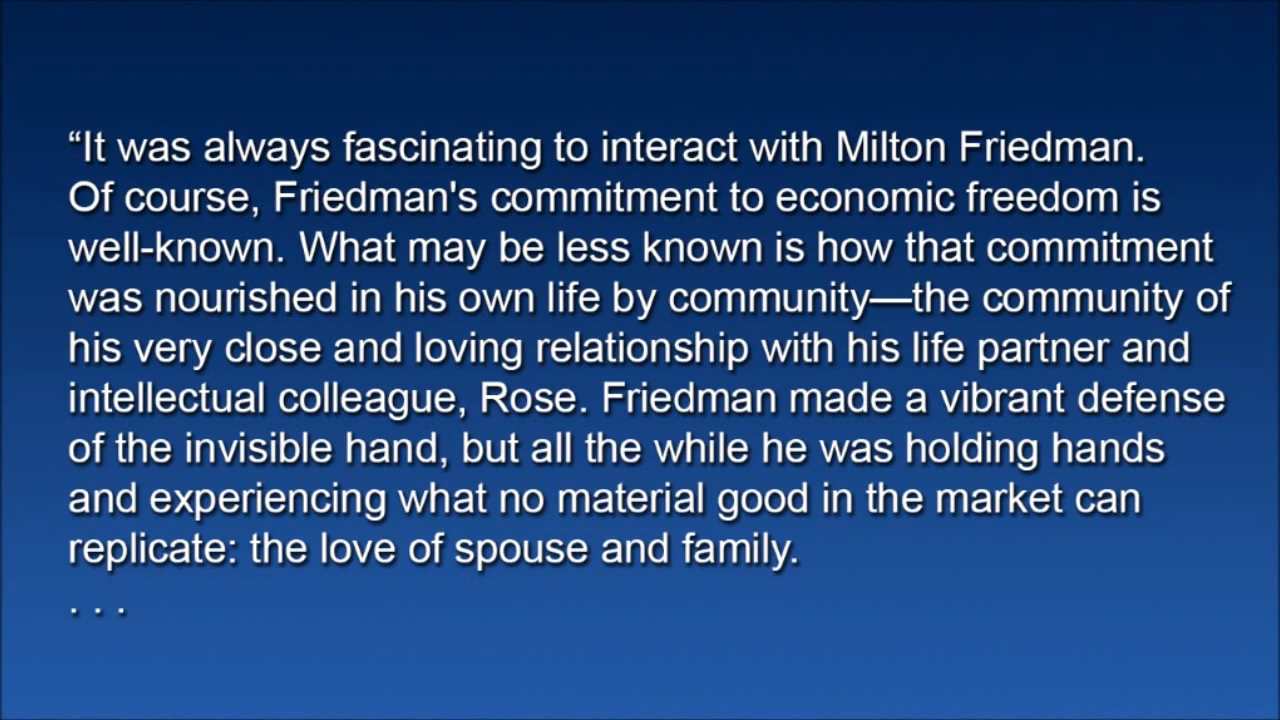 “It was always fascinating to interact with Milton Friedman.
Of course, Friedman's commitment to economic freedom is
well-known. What may be less known is how that commitment
was nourished in his own life by community—the community of
his very close and loving relationship with his life partner and
intellectual colleague, Rose. Friedman made a vibrant defense
of the invisible hand, but all the while he was holding hands
and experiencing what no material good in the market can
replicate: the love of spouse and family.
. . .